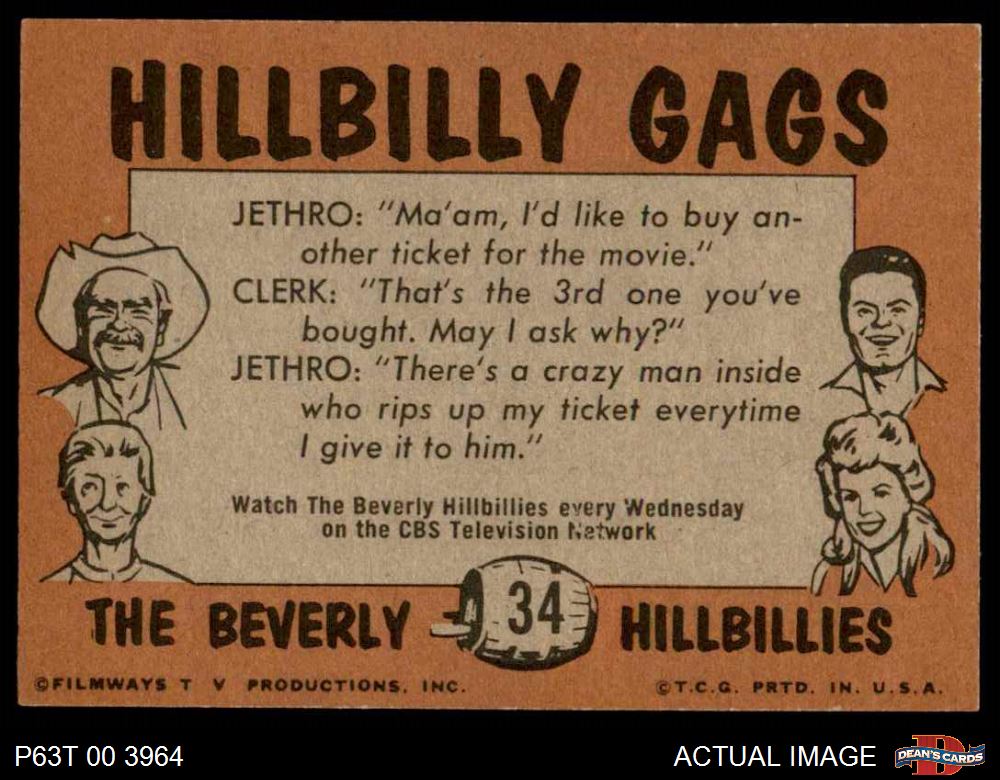 HILLBILLY GAGS
JETHRO: "Ma'am, I'd like to buy an-
other ticket for the movie."
CLERK: "That's the 3rd one you've
bought. May I ask why?"
JETHRO: "There's a crazy man inside
who rips up my ticket everytime
I give it to him."
Watch The Beverly Hillbillies every Wednesday
on the CBS Television Network
THE BEVERLY 34 HILLBILLIES
©FILMWAYS T V PRODUCTIONS, INC. ©T.C.G. PRTD. IN U.S.A.
P63T 00 3964 ACTUAL IMAGE DEAN'S CARDS